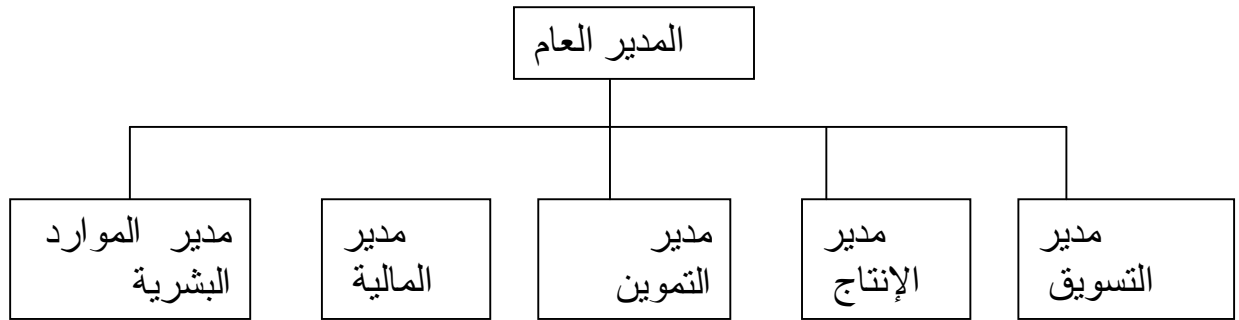 المدير العام
مدير التسويق
مدير الإنتاج
مدير التموين
مدير المالية
مدير الموارد البشرية